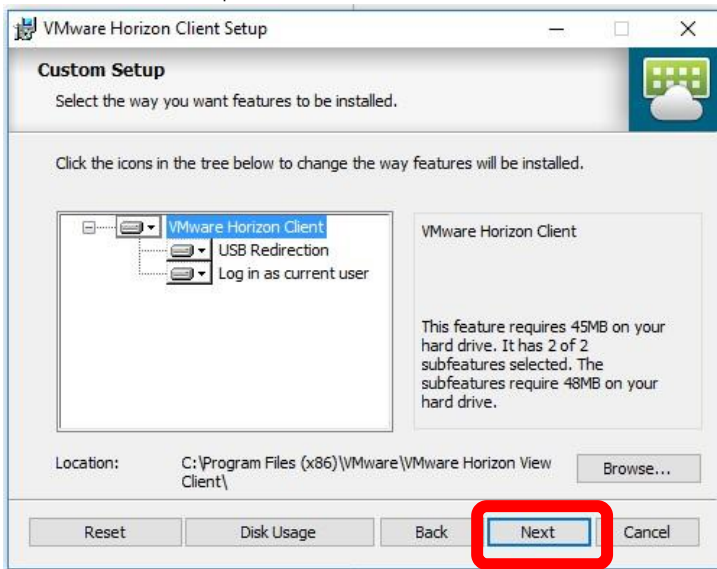 VMware Horizon Client Setup
Custom Setup
Select the way you want features to be installed.
Click the icons in the tree below to change the way features will be installed.
VMware Horizon Client
USB Redirection
Log in as current user
VMware Horizon Client
This feature requires 45MB on your
hard drive. It has 2 of 2
subfeatures selected. The
subfeatures require 48MB on your
hard drive.
Location: C:\Program Files (x86)\VMware\VMware Horizon View
Client\
Browse...
Reset Disk Usage Back Next Cancel